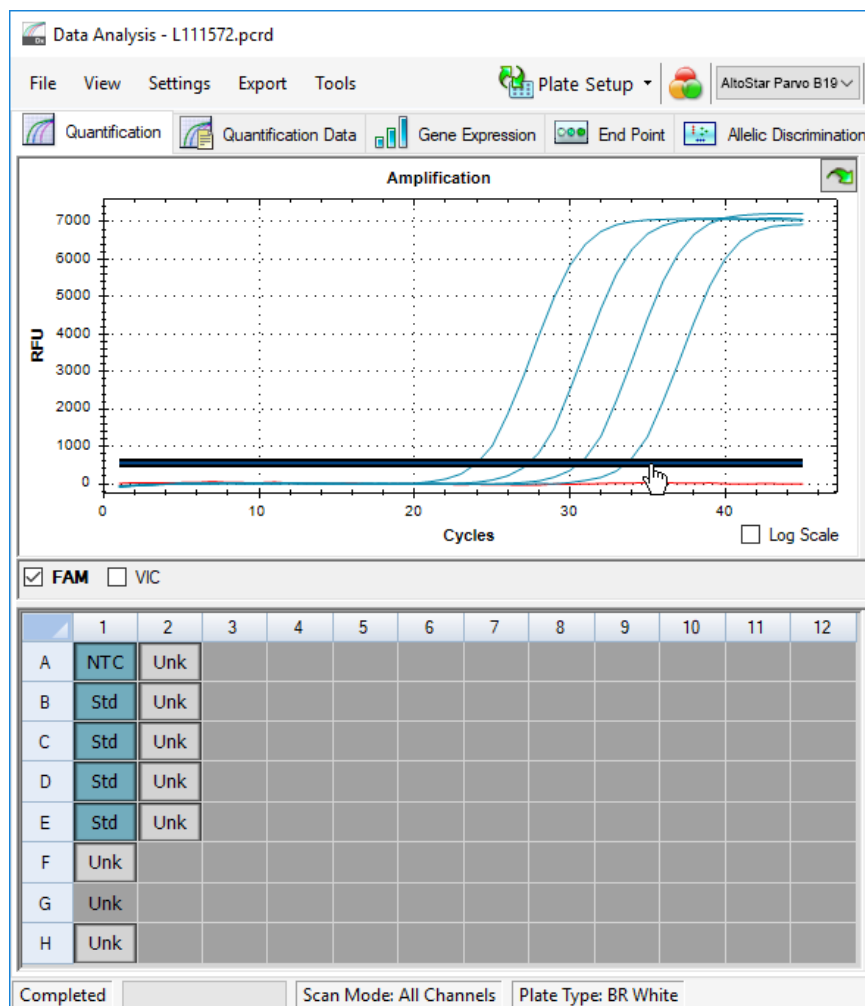 Data Analysis - L111572.pcrd
File View Settings Export Tools Plate Setup AltoStar Parvo B19
Quantification Quantification Data Gene Expression End Point Allelic Discrimination
Amplification
7000
6000
5000
4000
3000
2000
1000
0
RFU
0 10 20 30 40
Cycles
Log Scale
FAM VIC
1 2 3 4 5 6 7 8 9 10 11 12
A NTC Unk
B Std Unk
C Std Unk
D Std Unk
E Std Unk
F Unk
G Unk
H Unk
Completed Scan Mode: All Channels Plate Type: BR White